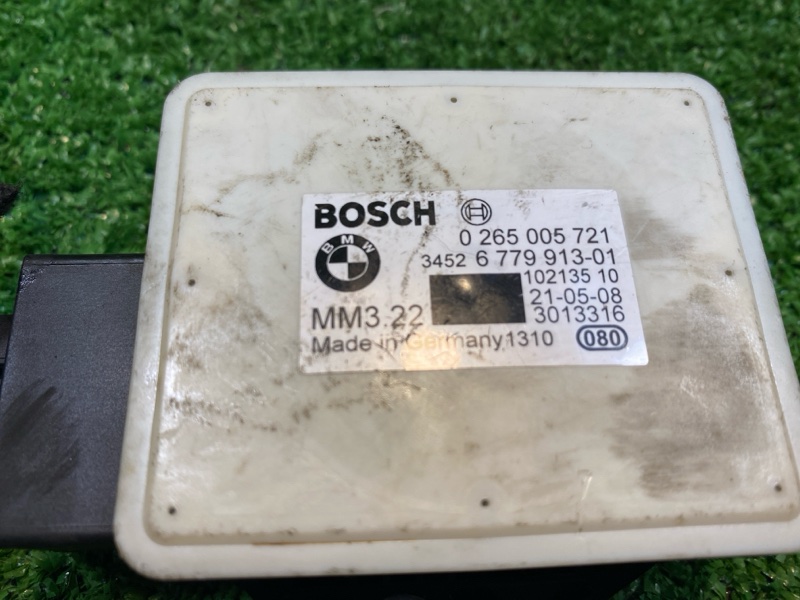 BOSCH
BMW
0 265 005 721
3452 6 779 913-01
102135 10
21-05-08
MM3.22
3013316
Made in Germany 1310
080